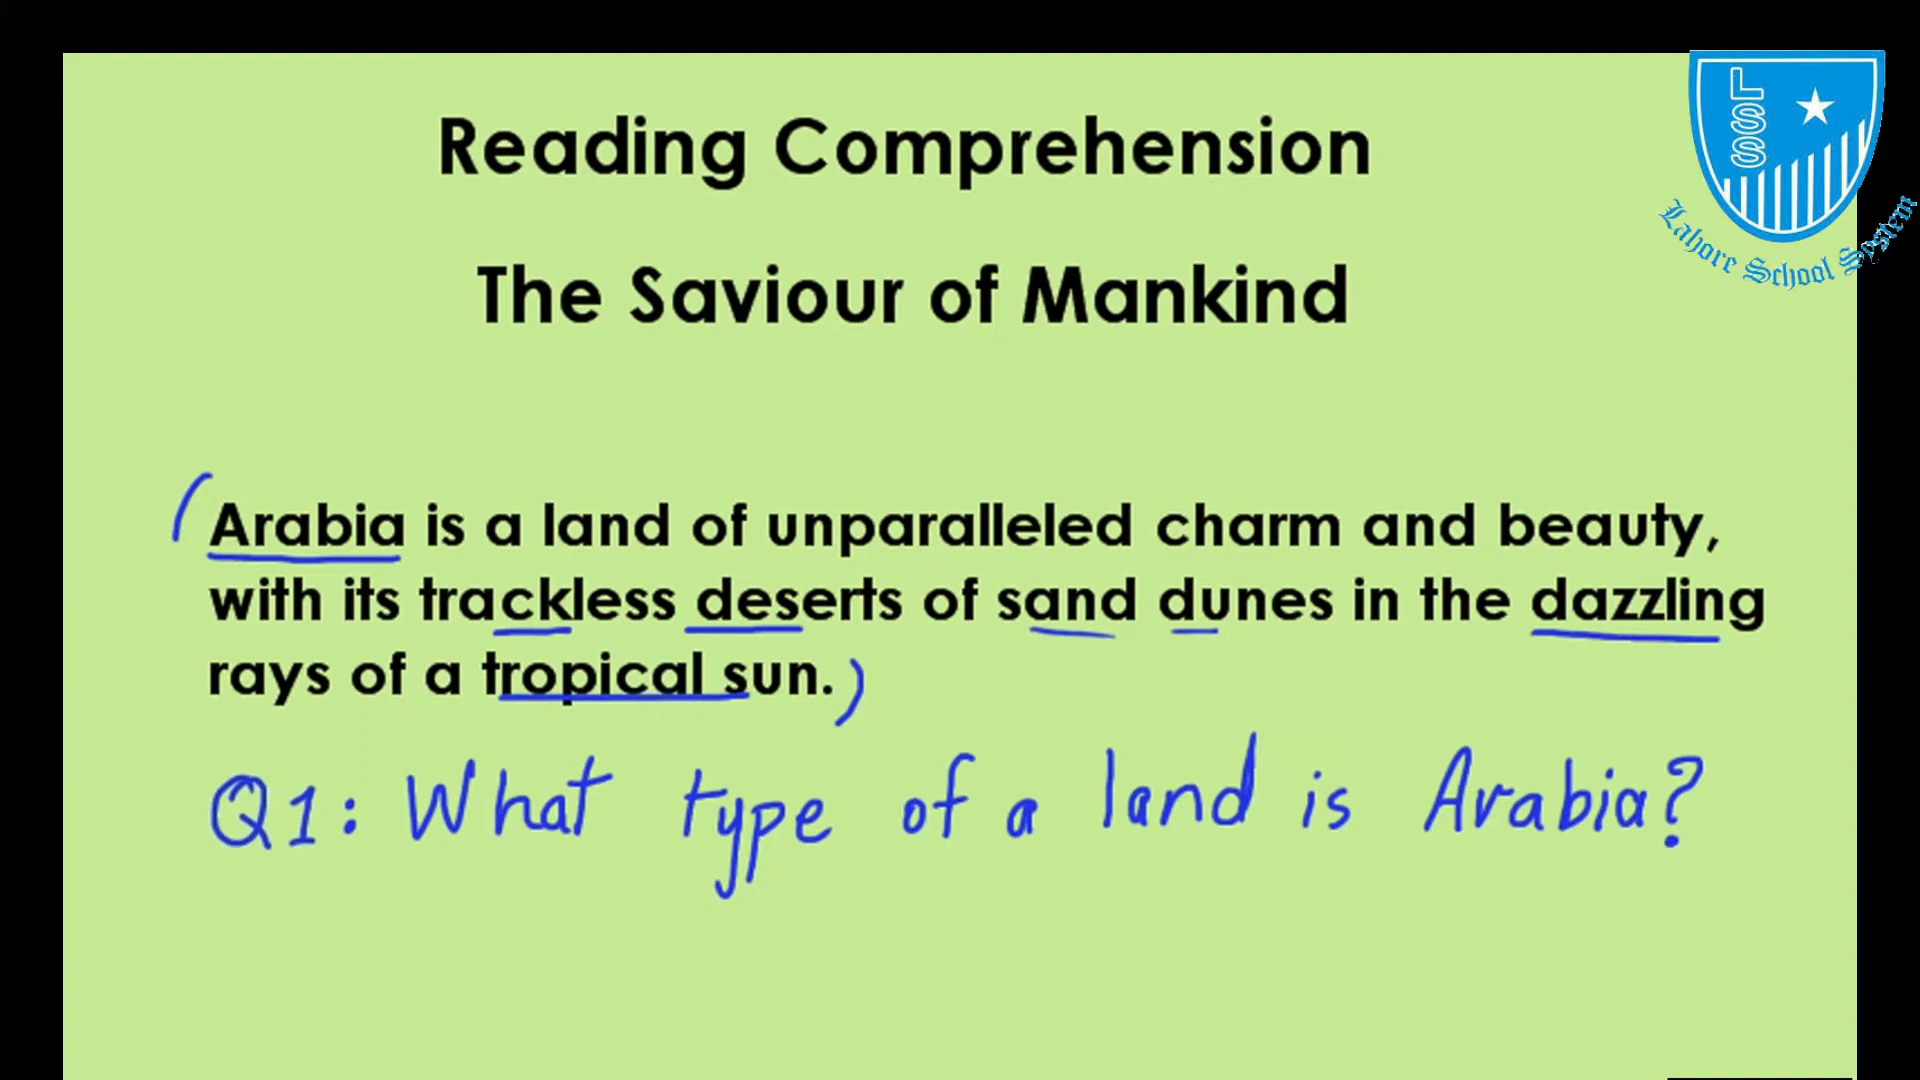 LSS
Lahore School System
Reading Comprehension
The Saviour of Mankind
Arabia is a land of unparalleled charm and beauty,
with its trackless deserts of sand dunes in the dazzling
rays of a tropical sun.
Q1: What type of a land is Arabia?